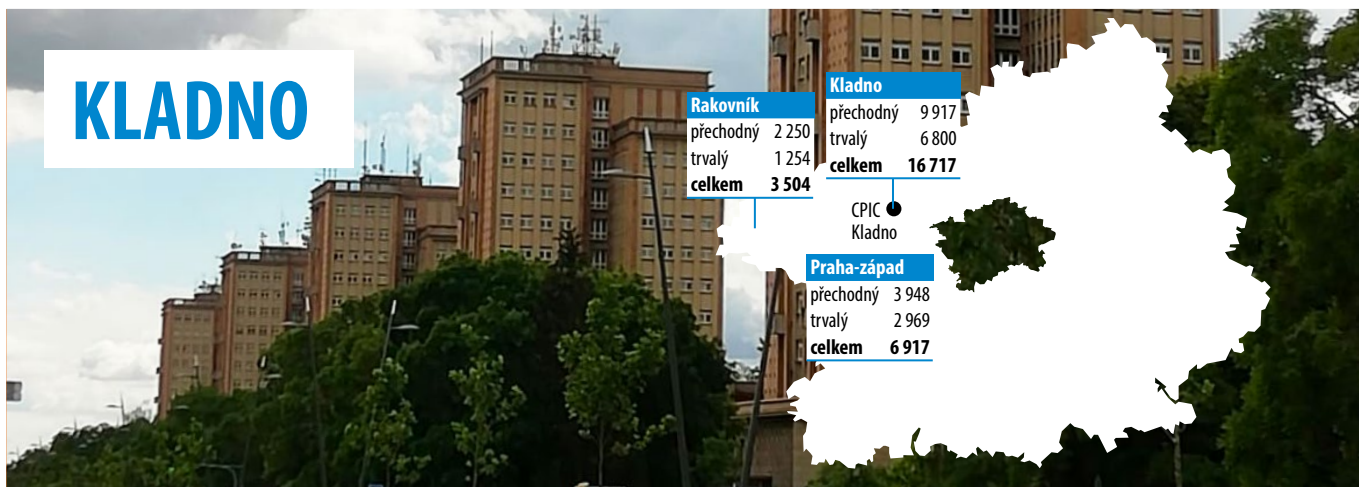 KLADNO
Rakovník
přechodný 2 250
trvalý 1 254
celkem 3 504
Kladno
přechodný 9 917
trvalý 6 800
celkem 16 717
CPIC
Kladno
Praha-západ
přechodný 3 948
trvalý 2 969
celkem 6 917